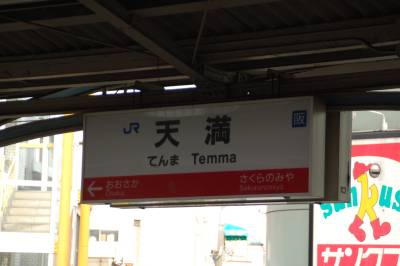 JR 天満 阪
てんま Temma
← おおさか さくらのみや
Osaka Sakuranomiya
sunkus
サンクス